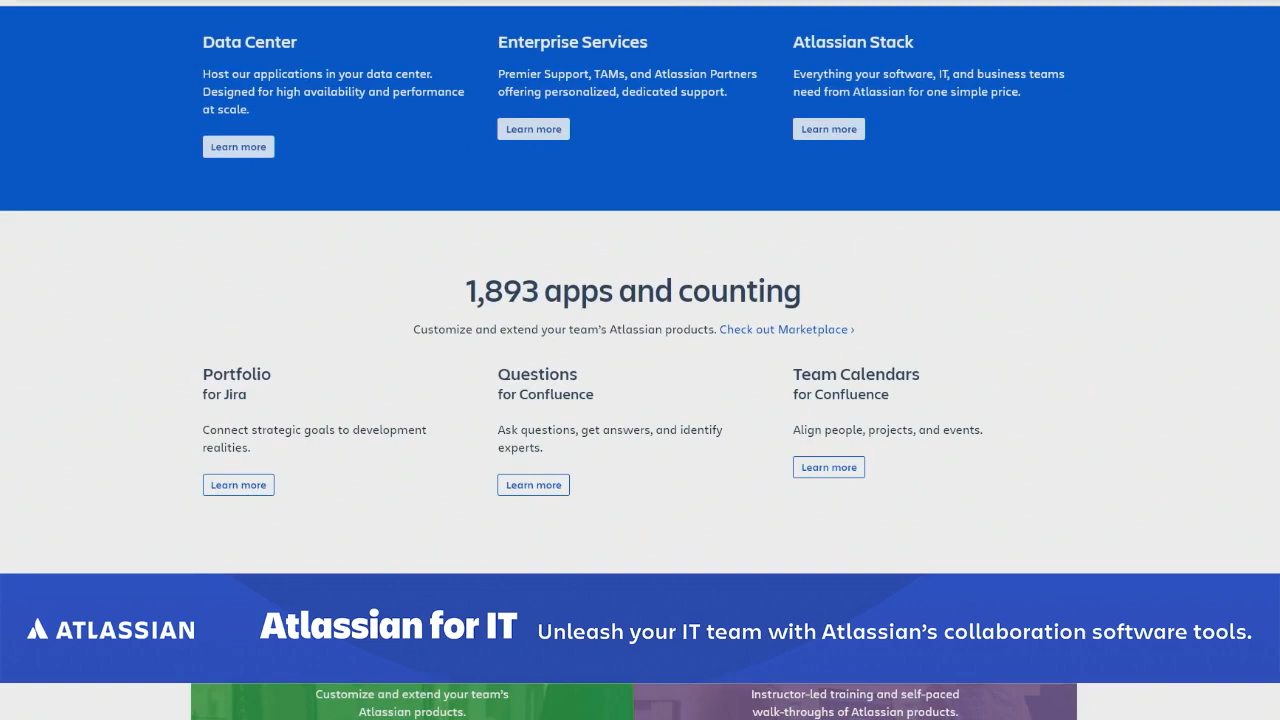 Data Center
Host our applications in your data center.
Designed for high availability and performance
at scale.
Learn more
Enterprise Services
Premier Support, TAMs, and Atlassian Partners
offering personalized, dedicated support.
Learn more
Atlassian Stack
Everything your software, IT, and business teams
need from Atlassian for one simple price.
Learn more
1,893 apps and counting
Customize and extend your team's Atlassian products. Check out Marketplace ›
Portfolio
for Jira
Connect strategic goals to development
realities.
Learn more
Questions
for Confluence
Ask questions, get answers, and identify
experts.
Learn more
Team Calendars
for Confluence
Align people, projects, and events.
Learn more
ATLASSIAN
Atlassian for IT
Unleash your IT team with Atlassian's collaboration software tools.
Customize and extend your team's
Atlassian products.
Instructor-led training and self-paced
walk-throughs of Atlassian products.